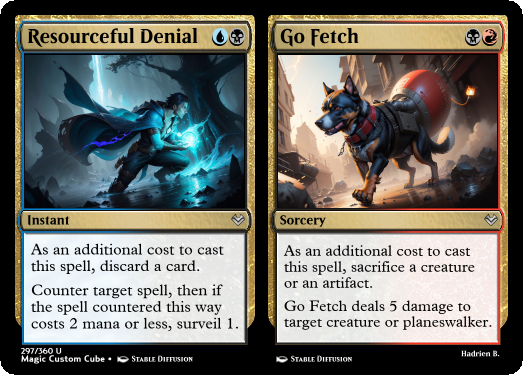 Resourceful Denial
Instant
As an additional cost to cast
this spell, discard a card.
Counter target spell, then if
the spell countered this way
costs 2 mana or less, surveil 1.
297/360 U
Magic Custom Cube • Stable Diffusion
Go Fetch
Sorcery
As an additional cost to cast
this spell, sacrifice a creature
or an artifact.
Go Fetch deals 5 damage to
target creature or planeswalker.
Stable Diffusion
Hadrien B.